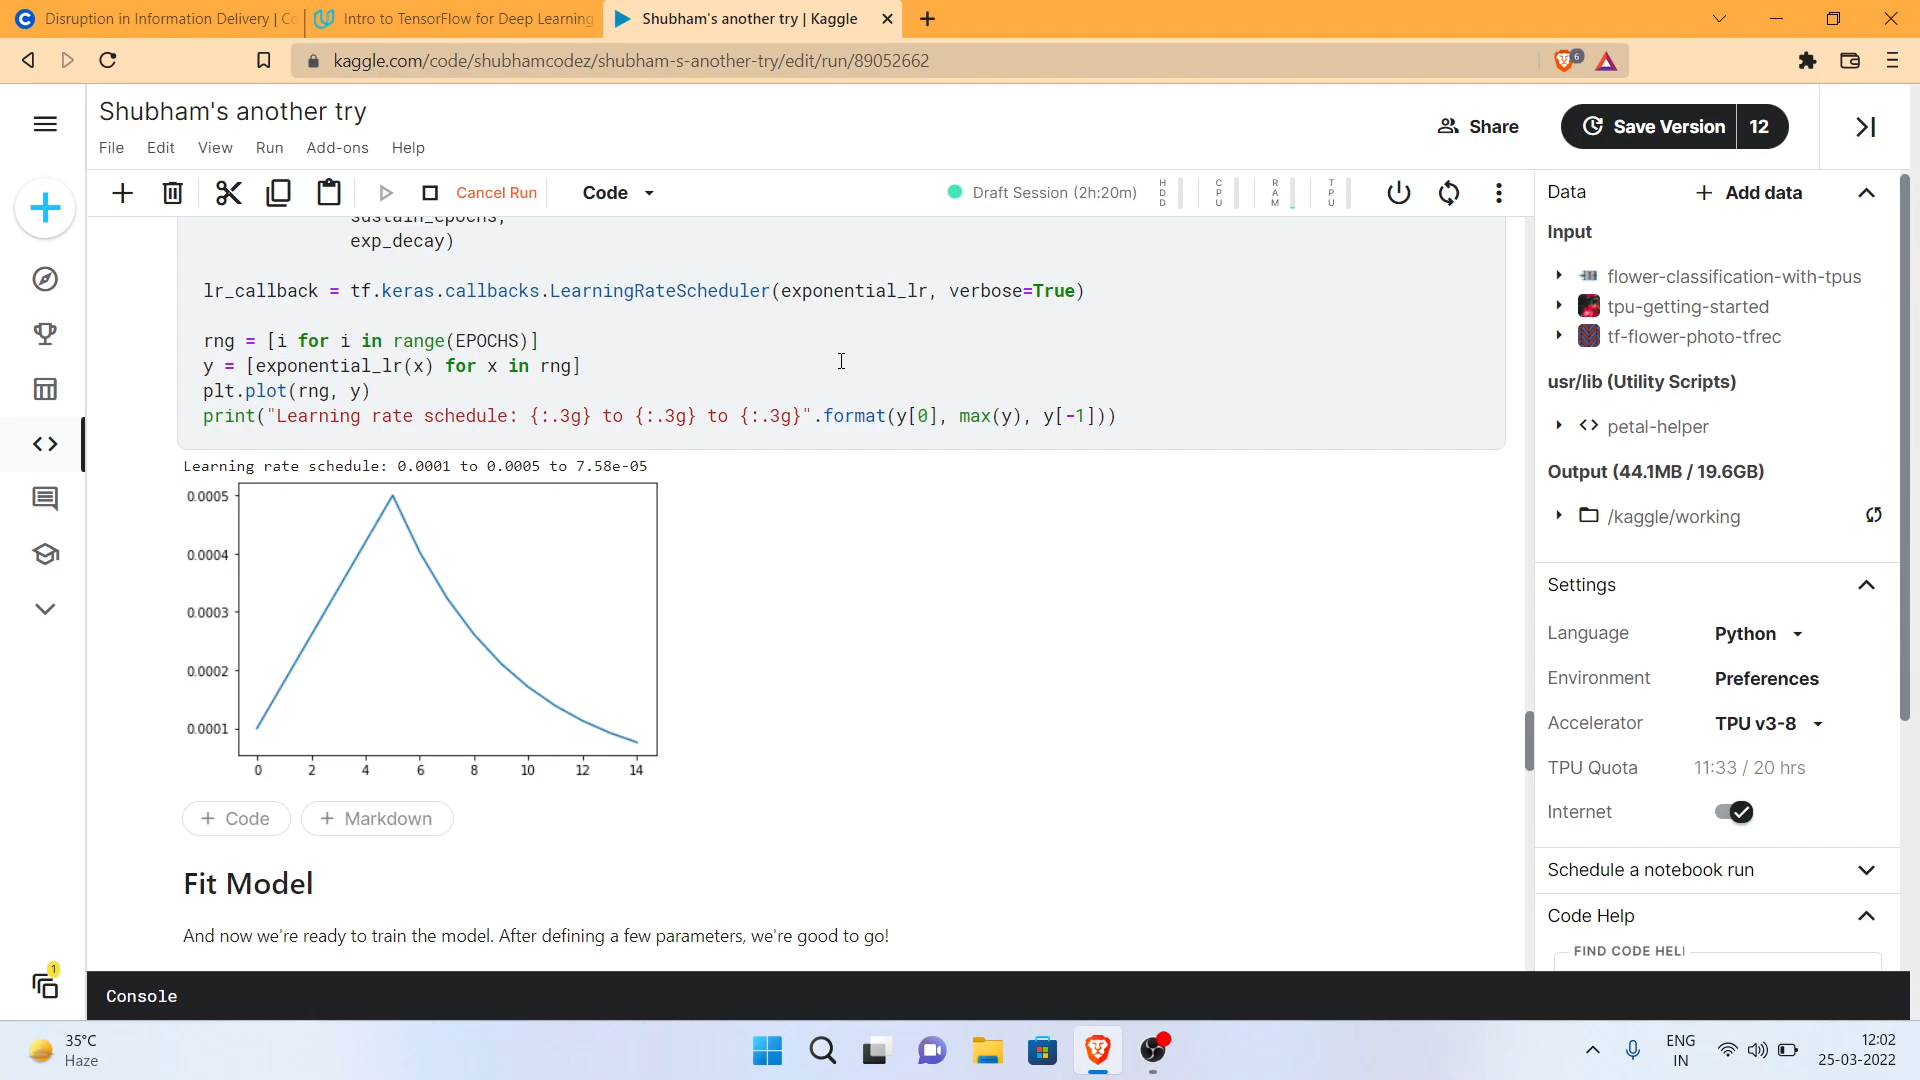 Disruption in Information Delivery | Co
Intro to TensorFlow for Deep Learning
Shubham's another try | Kaggle
kaggle.com/code/shubhamcodez/shubham-s-another-try/edit/run/89052662
6
Shubham's another try
File Edit View Run Add-ons Help
Share
Save Version 12
Cancel Run
Code
Draft Session (2h:20m)
HDD
CPU
RAM
TPU
sustain_epochs,
exp_decay)
lr_callback = tf.keras.callbacks.LearningRateScheduler(exponential_lr, verbose=True)
rng = [i for i in range(EPOCHS)]
y = [exponential_lr(x) for x in rng]
plt.plot(rng, y)
print("Learning rate schedule: {:.3g} to {:.3g} to {:.3g}".format(y[0], max(y), y[-1]))
Learning rate schedule: 0.0001 to 0.0005 to 7.58e-05
0.0005
0.0004
0.0003
0.0002
0.0001
0 2 4 6 8 10 12 14
+ Code + Markdown
Fit Model
And now we're ready to train the model. After defining a few parameters, we're good to go!
Console
Data
+ Add data
Input
flower-classification-with-tpus
tpu-getting-started
tf-flower-photo-tfrec
usr/lib (Utility Scripts)
<> petal-helper
Output (44.1MB / 19.6GB)
/kaggle/working
Settings
Language Python
Environment Preferences
Accelerator TPU v3-8
TPU Quota 11:33 / 20 hrs
Internet
Schedule a notebook run
Code Help
FIND CODE HELP
1
35°C
Haze
ENG
IN
12:02
25-03-2022